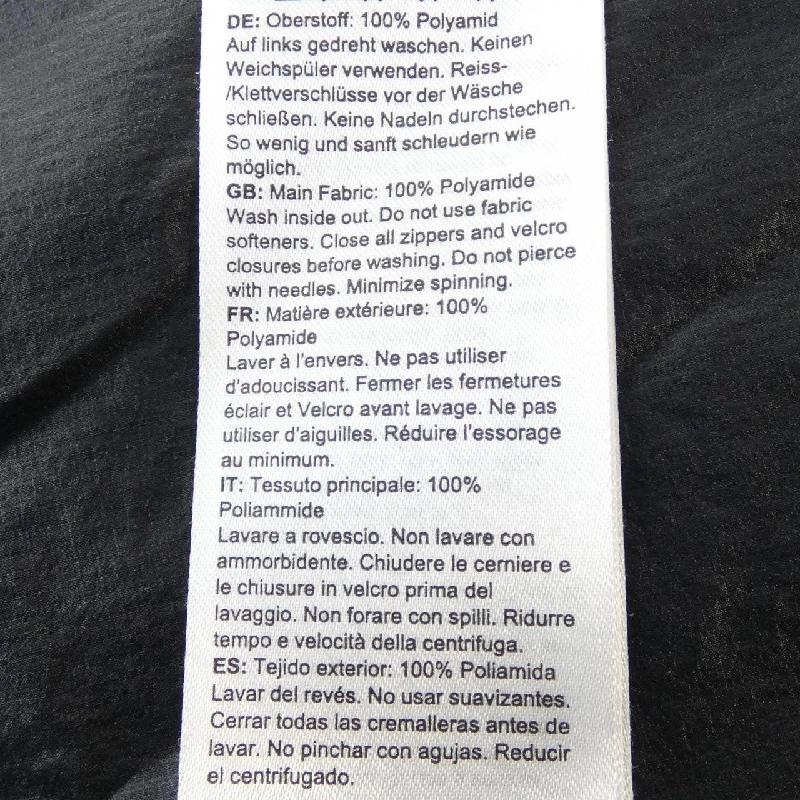 DE: Oberstoff: 100% Polyamid
Auf links gedreht waschen. Keinen
Weichspüler verwenden. Reiss-
/Klettverschlüsse vor der Wäsche
schließen. Keine Nadeln durchstechen.
So wenig und sanft schleudern wie
möglich.
GB: Main Fabric: 100% Polyamide
Wash inside out. Do not use fabric
softeners. Close all zippers and velcro
closures before washing. Do not pierce
with needles. Minimize spinning.
FR: Matière extérieure: 100%
Polyamide
Laver à l'envers. Ne pas utiliser
d'adoucissant. Fermer les fermetures
éclair et Velcro avant lavage. Ne pas
utiliser d'aiguilles. Réduire l'essorage
au minimum.
IT: Tessuto principale: 100%
Poliammide
Lavare a rovescio. Non lavare con
ammorbidente. Chiudere le cerniere e
le chiusure in velcro prima del
lavaggio. Non forare con spilli. Ridurre
tempo e velocità della centrifuga.
ES: Tejido exterior: 100% Poliamida
Lavar del revés. No usar suavizantes.
Cerrar todas las cremalleras antes de
lavar. No pinchar con agujas. Reducir
el centrifugado.